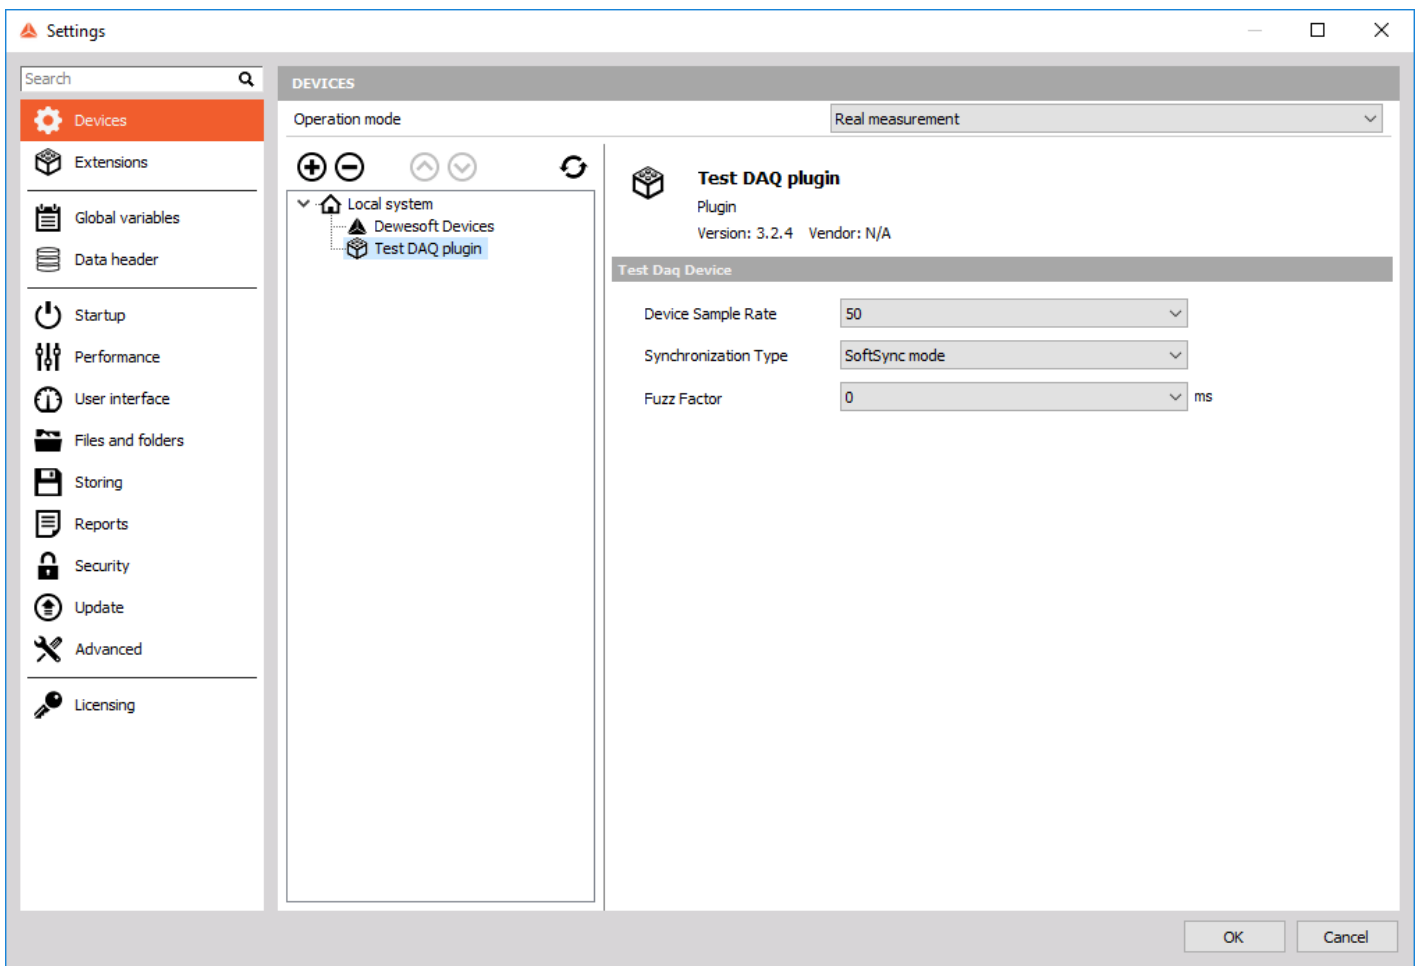 Settings
Search
Devices
Extensions
Global variables
Data header
Startup
Performance
User interface
Files and folders
Storing
Reports
Security
Update
Advanced
Licensing
DEVICES
Operation mode
Real measurement
Local system
Dewesoft Devices
Test DAQ plugin
Test DAQ plugin
Plugin
Version: 3.2.4 Vendor: N/A
Test Daq Device
Device Sample Rate 50
Synchronization Type SoftSync mode
Fuzz Factor 0 ms
OK Cancel